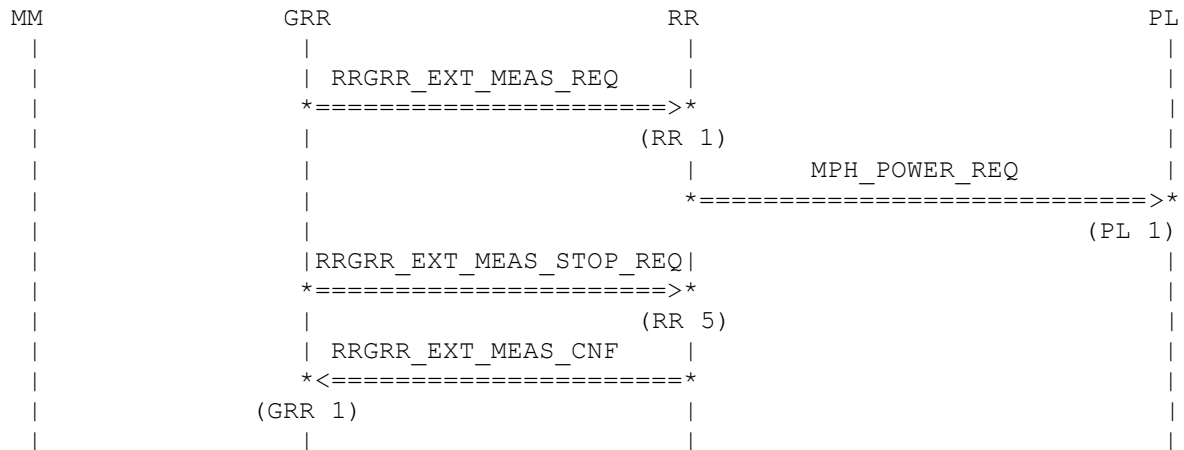 MM GRR RR PL
RRGRR_EXT_MEAS_REQ
*======================>*
(RR 1)
MPH_POWER_REQ
*============================>*
(PL 1)
RRGRR_EXT_MEAS_STOP_REQ
*======================>*
(RR 5)
RRGRR_EXT_MEAS_CNF
*<======================*
(GRR 1)